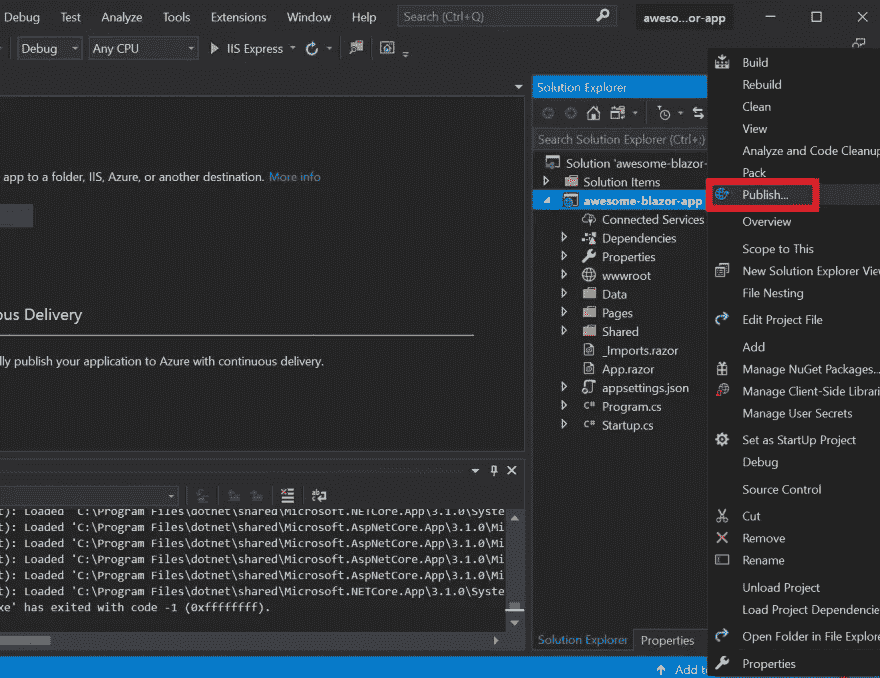 Debug Test Analyze Tools Extensions Window Help Search (Ctrl+Q) aweso...or-app
Debug Any CPU IIS Express
app to a folder, IIS, Azure, or another destination. More info
ous Delivery
lly publish your application to Azure with continuous delivery.
t): Loaded 'C:\Program Files\dotnet\shared\Microsoft.NETCore.App\3.1.0\Syste
t): Loaded 'C:\Program Files\dotnet\shared\Microsoft.AspNetCore.App\3.1.0\Mi
t): Loaded 'C:\Program Files\dotnet\shared\Microsoft.AspNetCore.App\3.1.0\Mi
t): Loaded 'C:\Program Files\dotnet\shared\Microsoft.AspNetCore.App\3.1.0\Mi
t): Loaded 'C:\Program Files\dotnet\shared\Microsoft.AspNetCore.App\3.1.0\Mi
t): Loaded 'C:\Program Files\dotnet\shared\Microsoft.NETCore.App\3.1.0\Syste
xe' has exited with code -1 (0xffffffff).
Solution Explorer
Search Solution Explorer (Ctrl+;)
Solution 'awesome-blazor-
Solution Items
awesome-blazor-app
Connected Services
Dependencies
Properties
wwwroot
Data
Pages
Shared
_Imports.razor
App.razor
appsettings.json
C# Program.cs
C# Startup.cs
Solution Explorer Properties
Add t
Build
Rebuild
Clean
View
Analyze and Code Cleanup
Pack
Publish...
Overview
Scope to This
New Solution Explorer View
File Nesting
Edit Project File
Add
Manage NuGet Packages...
Manage Client-Side Librari
Manage User Secrets
Set as StartUp Project
Debug
Source Control
Cut
Remove
Rename
Unload Project
Load Project Dependencie
Open Folder in File Explore
Properties